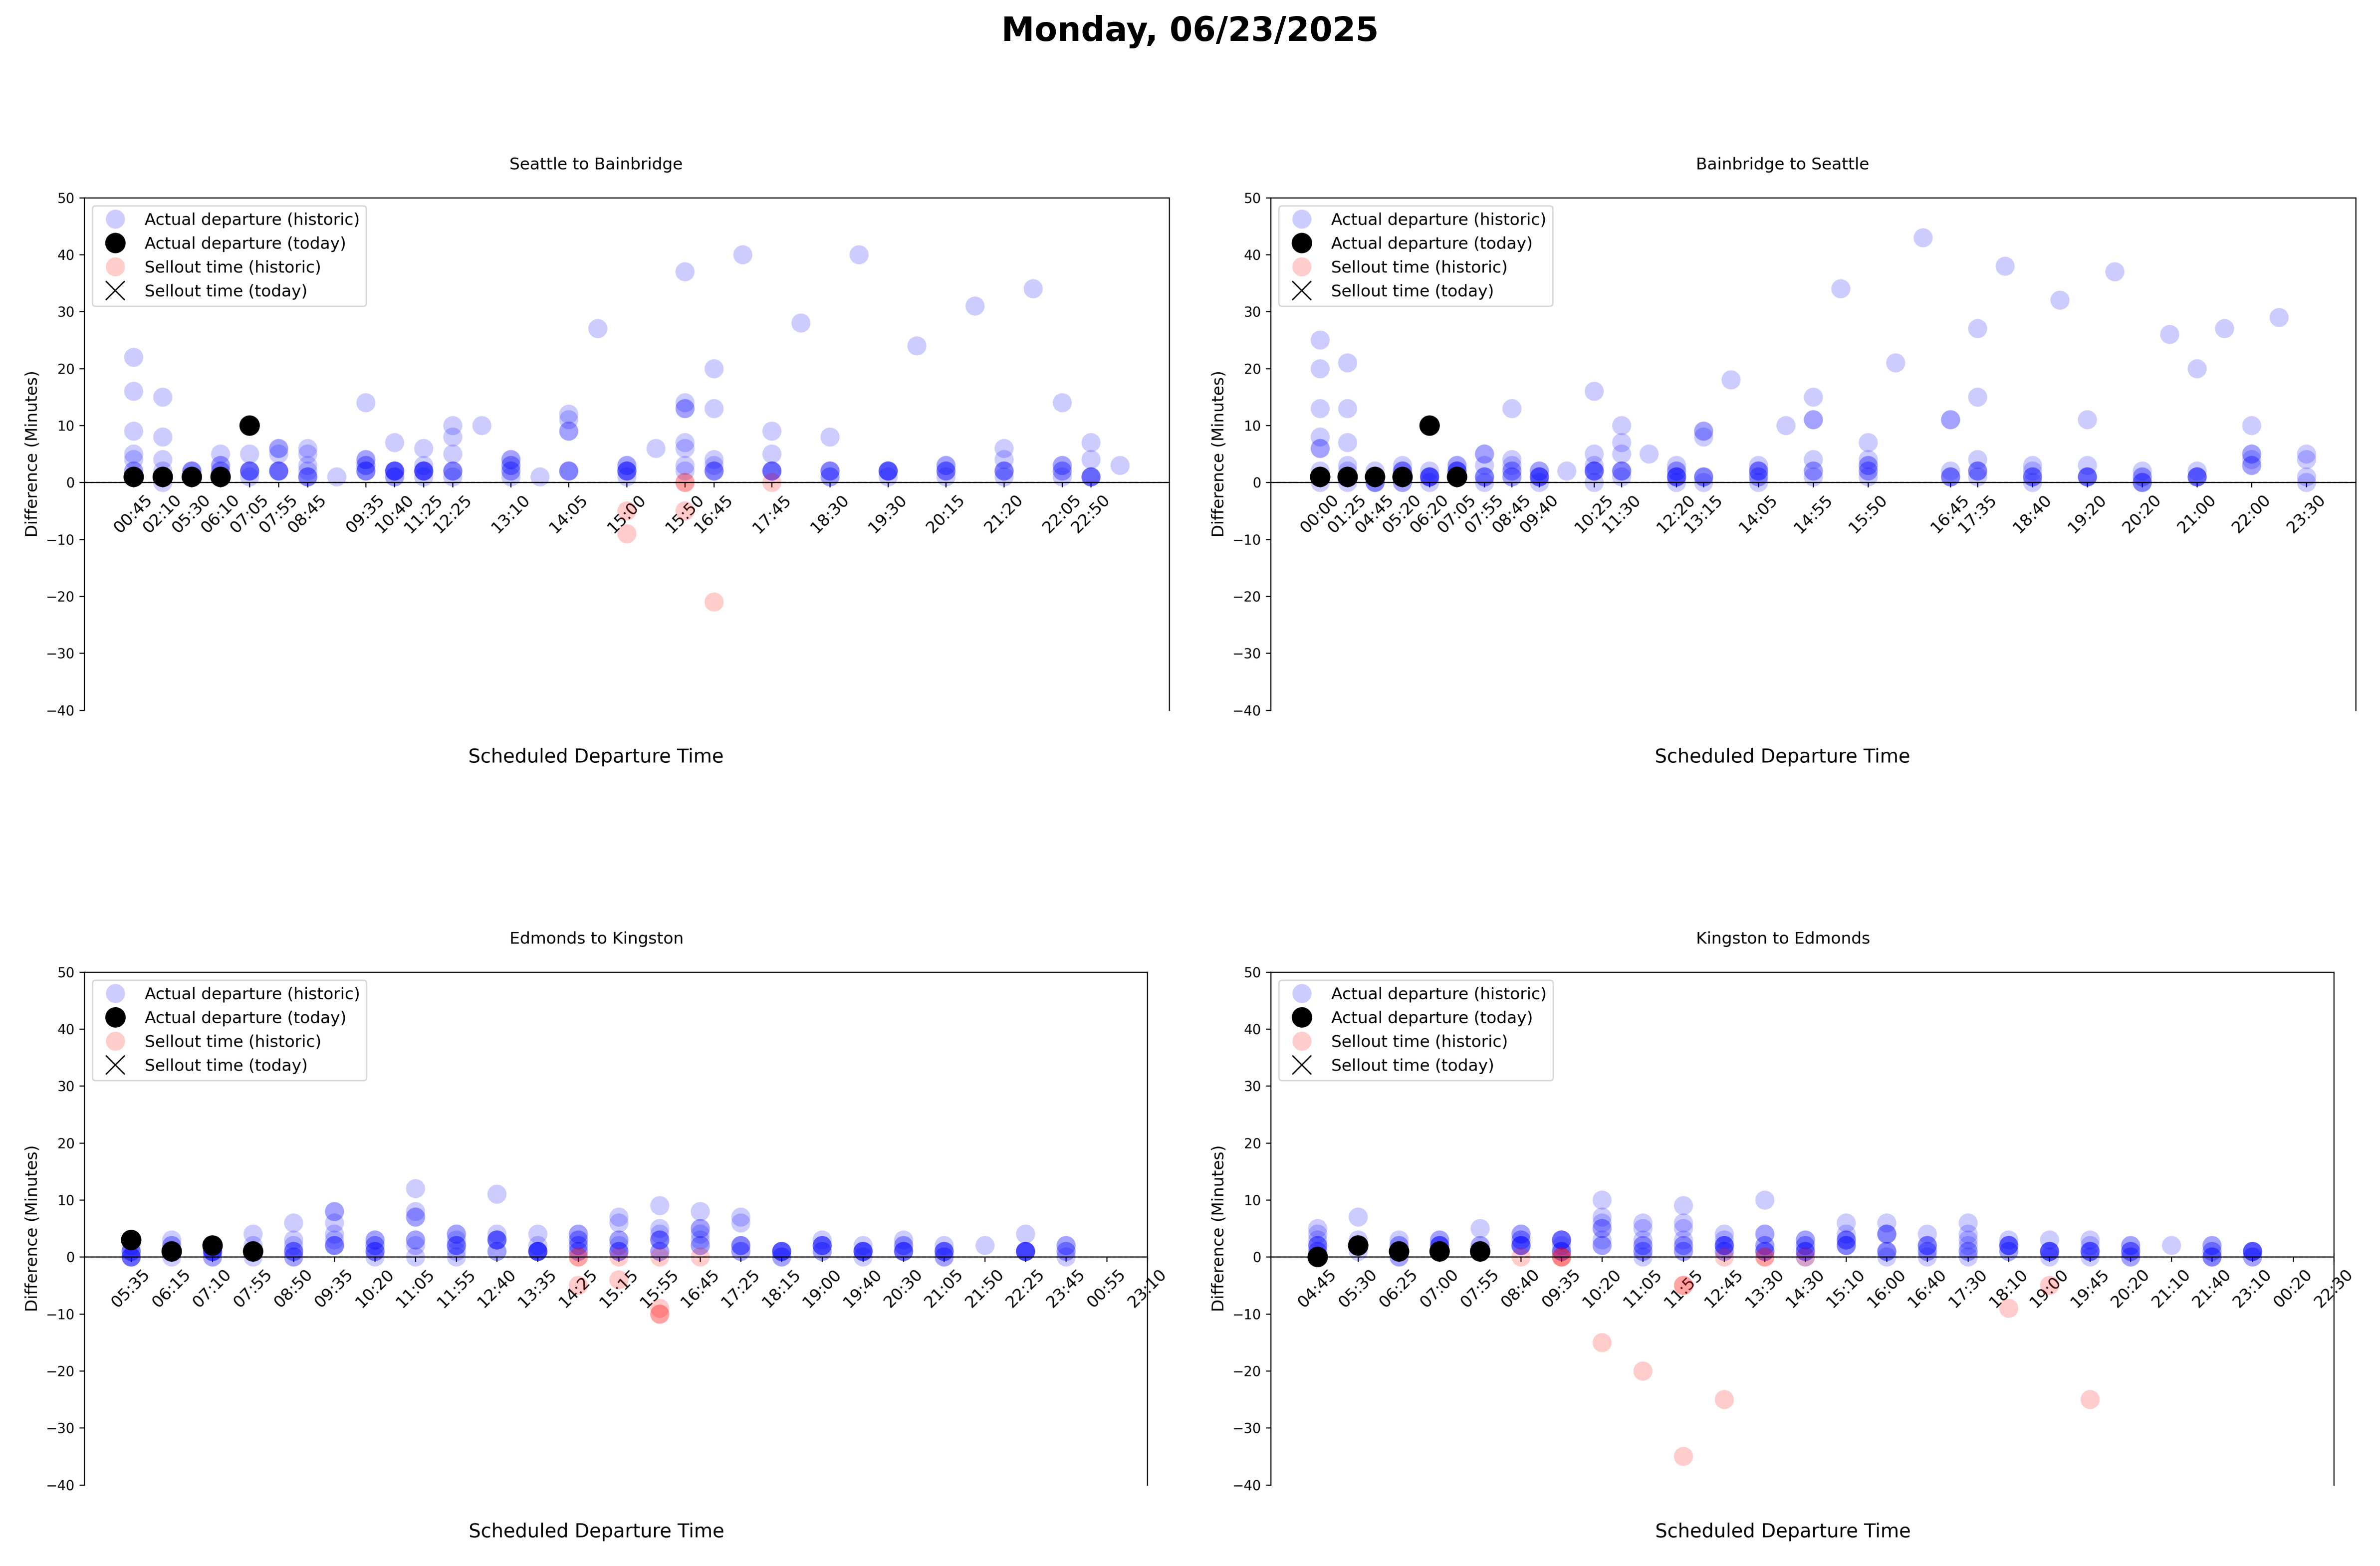 Monday, 06/23/2025
Seattle to Bainbridge
50
40
30
20
10
0
−10
−20
−30
−40
Difference (Minutes)
Actual departure (historic)
Actual departure (today)
Sellout time (historic)
Sellout time (today)
00:45 02:10 05:30 06:10 07:05 07:55 08:45 09:35 10:40 11:25 12:25 13:10 14:05 15:00 15:50 16:45 17:45 18:30 19:30 20:15 21:20 22:05 22:50
Scheduled Departure Time
Bainbridge to Seattle
50
40
30
20
10
0
−10
−20
−30
−40
Difference (Minutes)
Actual departure (historic)
Actual departure (today)
Sellout time (historic)
Sellout time (today)
00:00 01:25 04:45 05:20 06:20 07:05 07:55 08:45 09:40 10:25 11:30 12:20 13:15 14:05 14:55 15:50 16:45 17:35 18:40 19:20 20:20 21:00 22:00 23:30
Scheduled Departure Time
Edmonds to Kingston
50
40
30
20
10
0
−10
−20
−30
−40
Difference (Minutes)
Actual departure (historic)
Actual departure (today)
Sellout time (historic)
Sellout time (today)
05:35 06:15 07:10 07:55 08:50 09:35 10:20 11:05 11:55 12:40 13:35 14:25 15:15 15:55 16:45 17:25 18:15 19:00 19:40 20:30 21:05 21:50 22:25 23:45 00:55 23:10
Scheduled Departure Time
Kingston to Edmonds
50
40
30
20
10
0
−10
−20
−30
−40
Difference (Minutes)
Actual departure (historic)
Actual departure (today)
Sellout time (historic)
Sellout time (today)
04:45 05:30 06:25 07:00 07:55 08:40 09:35 10:20 11:05 11:55 12:45 13:30 14:30 15:10 16:00 16:40 17:30 18:10 19:00 19:45 20:20 21:10 21:40 23:10 00:20 22:30
Scheduled Departure Time